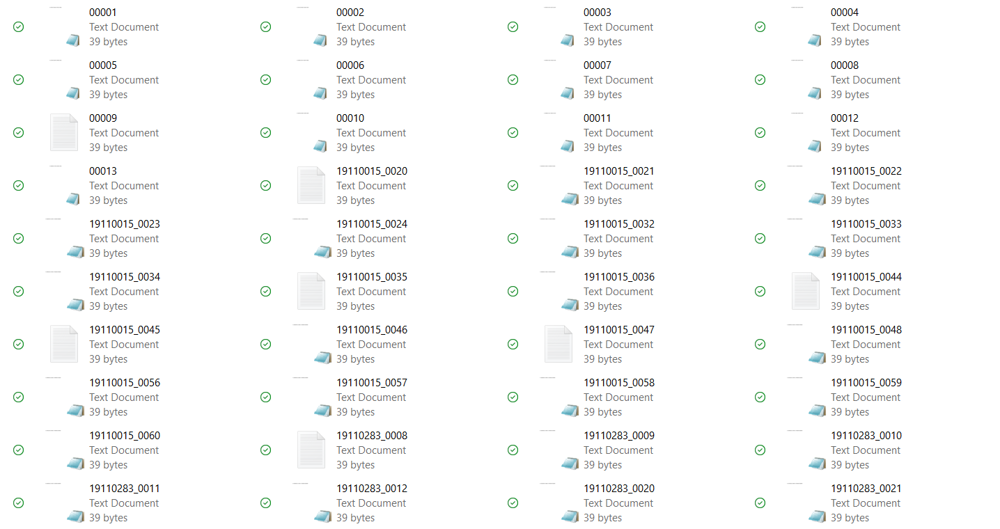 00001
Text Document
39 bytes
00002
Text Document
39 bytes
00003
Text Document
39 bytes
00004
Text Document
39 bytes
00005
Text Document
39 bytes
00006
Text Document
39 bytes
00007
Text Document
39 bytes
00008
Text Document
39 bytes
00009
Text Document
39 bytes
00010
Text Document
39 bytes
00011
Text Document
39 bytes
00012
Text Document
39 bytes
00013
Text Document
39 bytes
19110015_0020
Text Document
39 bytes
19110015_0021
Text Document
39 bytes
19110015_0022
Text Document
39 bytes
19110015_0023
Text Document
39 bytes
19110015_0024
Text Document
39 bytes
19110015_0032
Text Document
39 bytes
19110015_0033
Text Document
39 bytes
19110015_0034
Text Document
39 bytes
19110015_0035
Text Document
39 bytes
19110015_0036
Text Document
39 bytes
19110015_0044
Text Document
39 bytes
19110015_0045
Text Document
39 bytes
19110015_0046
Text Document
39 bytes
19110015_0047
Text Document
39 bytes
19110015_0048
Text Document
39 bytes
19110015_0056
Text Document
39 bytes
19110015_0057
Text Document
39 bytes
19110015_0058
Text Document
39 bytes
19110015_0059
Text Document
39 bytes
19110015_0060
Text Document
39 bytes
19110283_0008
Text Document
39 bytes
19110283_0009
Text Document
39 bytes
19110283_0010
Text Document
39 bytes
19110283_0011
Text Document
39 bytes
19110283_0012
Text Document
39 bytes
19110283_0020
Text Document
39 bytes
19110283_0021
Text Document
39 bytes